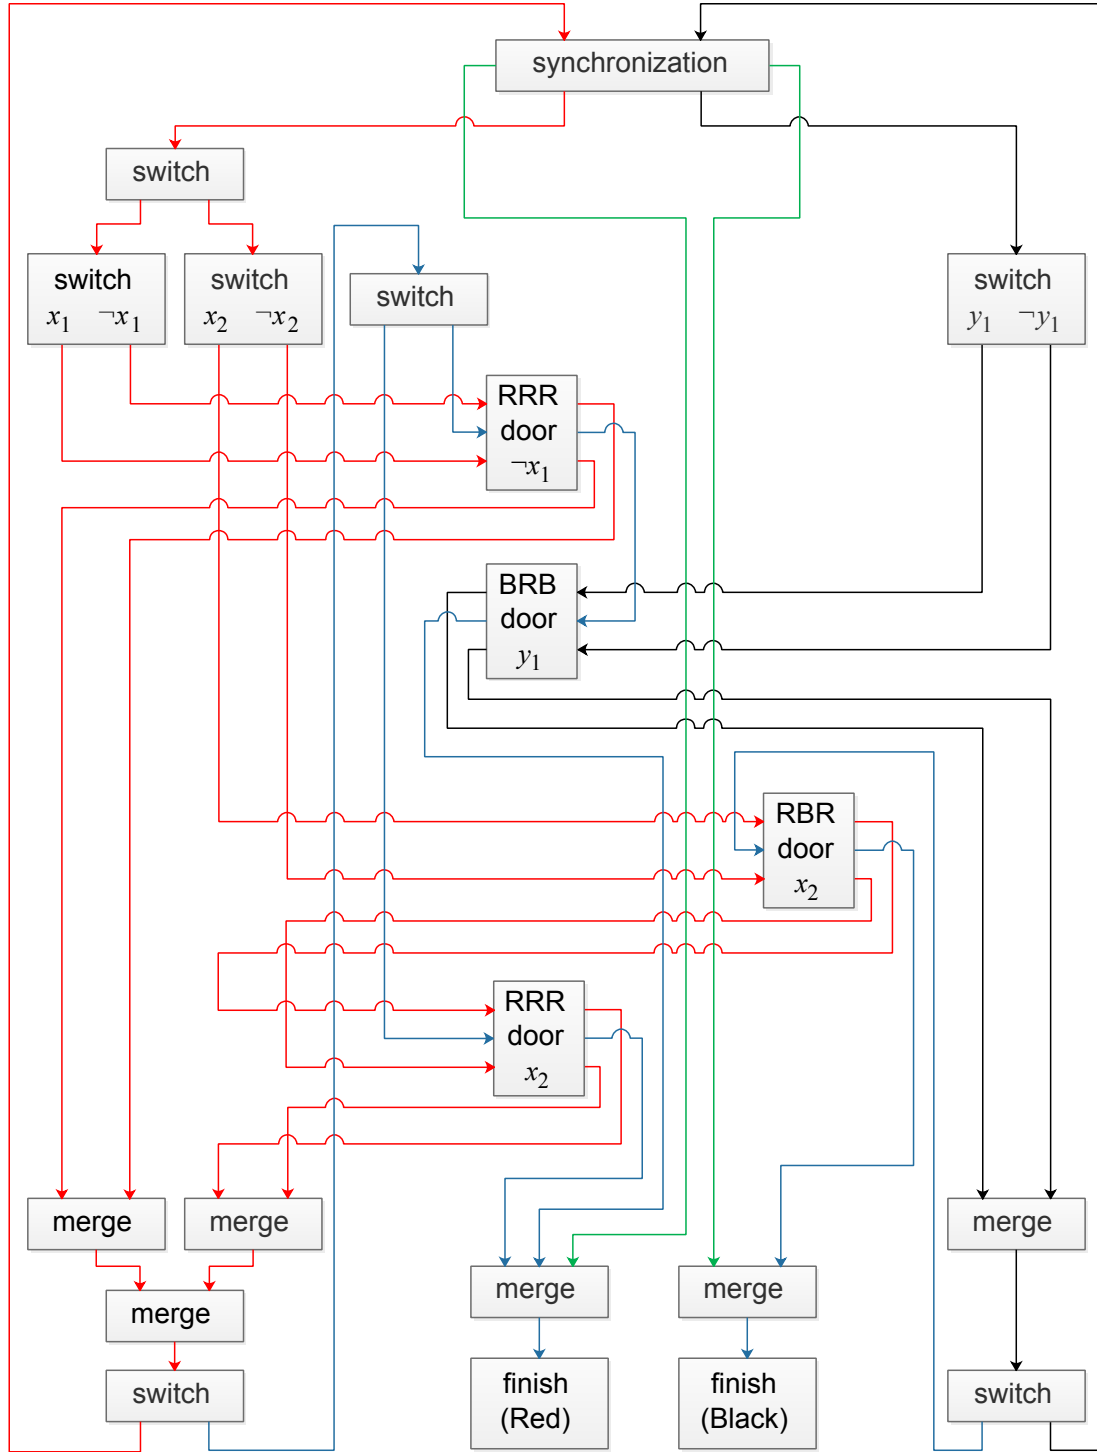 synchronization
switch
switch
x1 ¬x1
switch
x2 ¬x2
switch
switch
y1 ¬y1
RRR
door
¬x1
BRB
door
y1
RBR
door
x2
RRR
door
x2
merge
merge
merge
merge
merge
merge
switch
finish
(Red)
finish
(Black)
switch